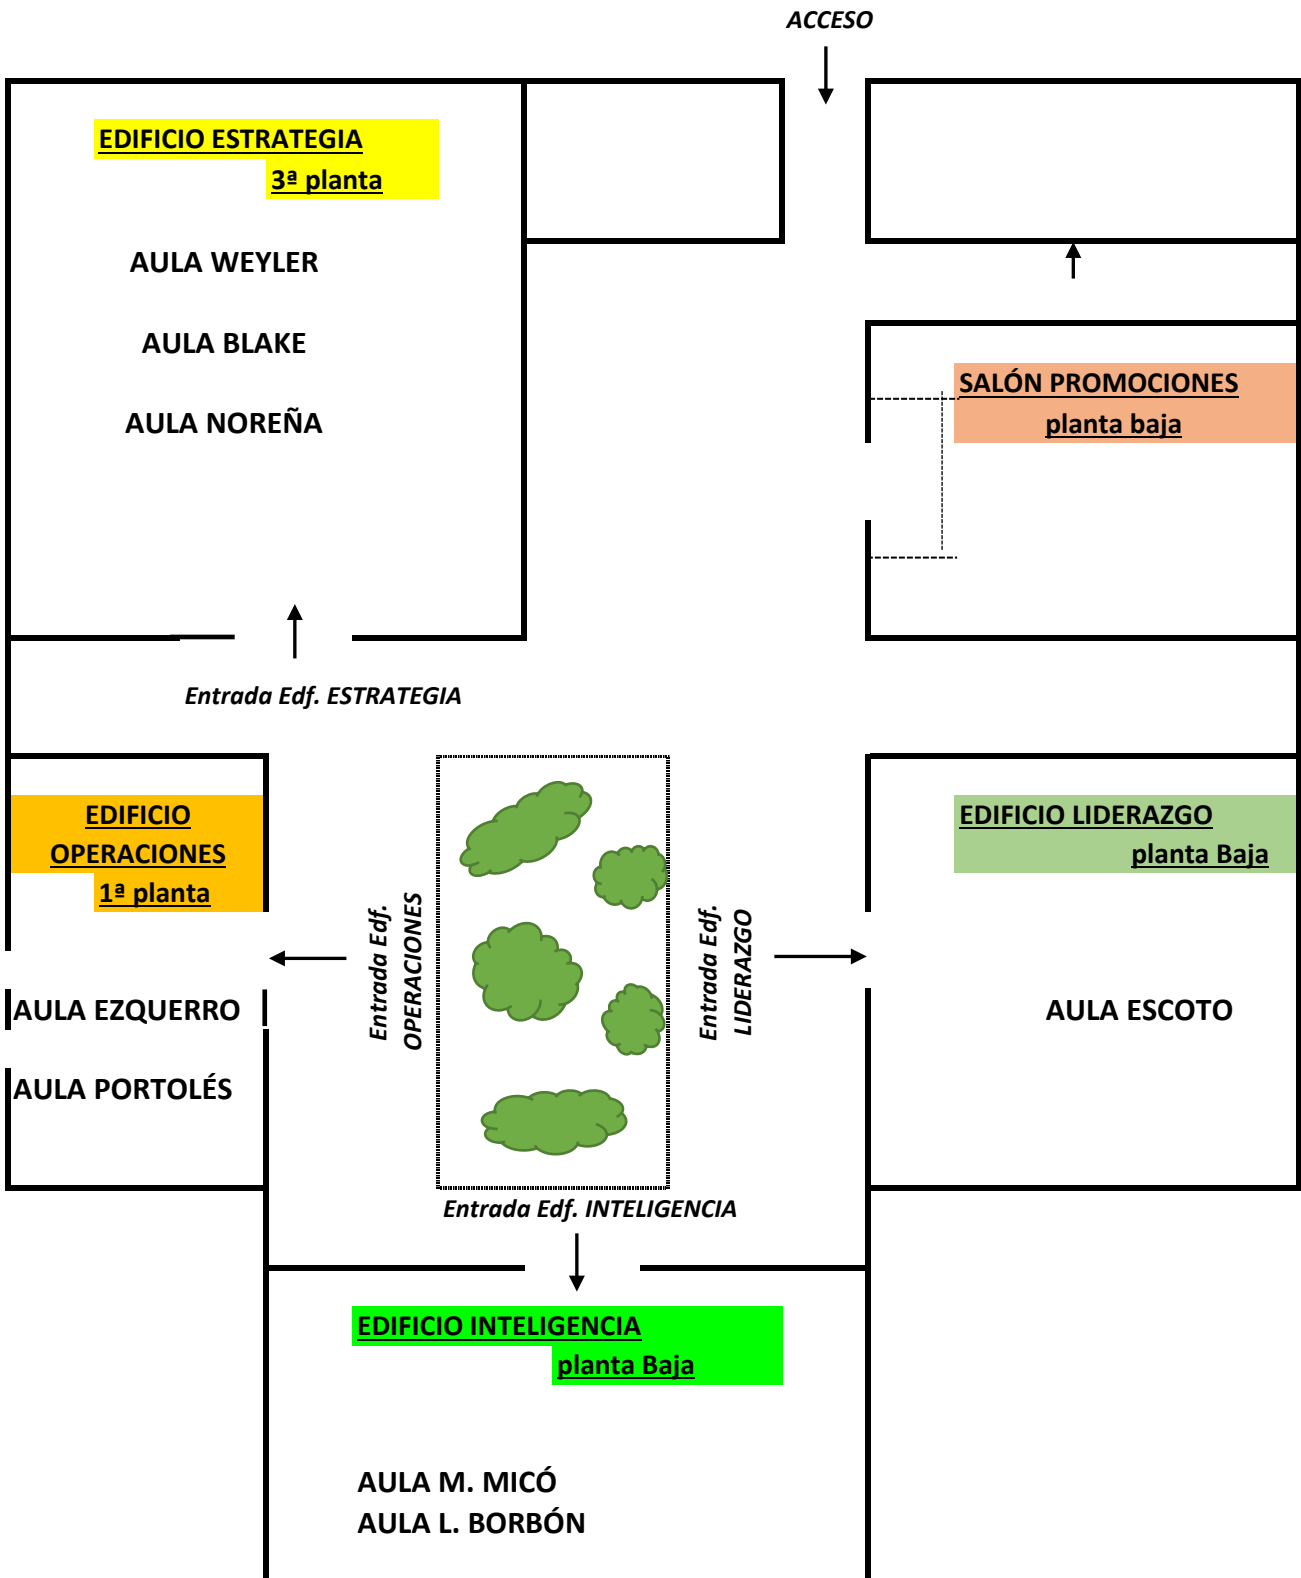 ACCESO
EDIFICIO ESTRATEGIA
3ª planta
AULA WEYLER
AULA BLAKE
AULA NOREÑA
SALÓN PROMOCIONES
planta baja
Entrada Edf. ESTRATEGIA
EDIFICIO
OPERACIONES
1ª planta
AULA EZQUERRO
AULA PORTOLÉS
Entrada Edf.
OPERACIONES
Entrada Edf.
LIDERAZGO
EDIFICIO LIDERAZGO
planta Baja
AULA ESCOTO
Entrada Edf. INTELIGENCIA
EDIFICIO INTELIGENCIA
planta Baja
AULA M. MICÓ
AULA L. BORBÓN